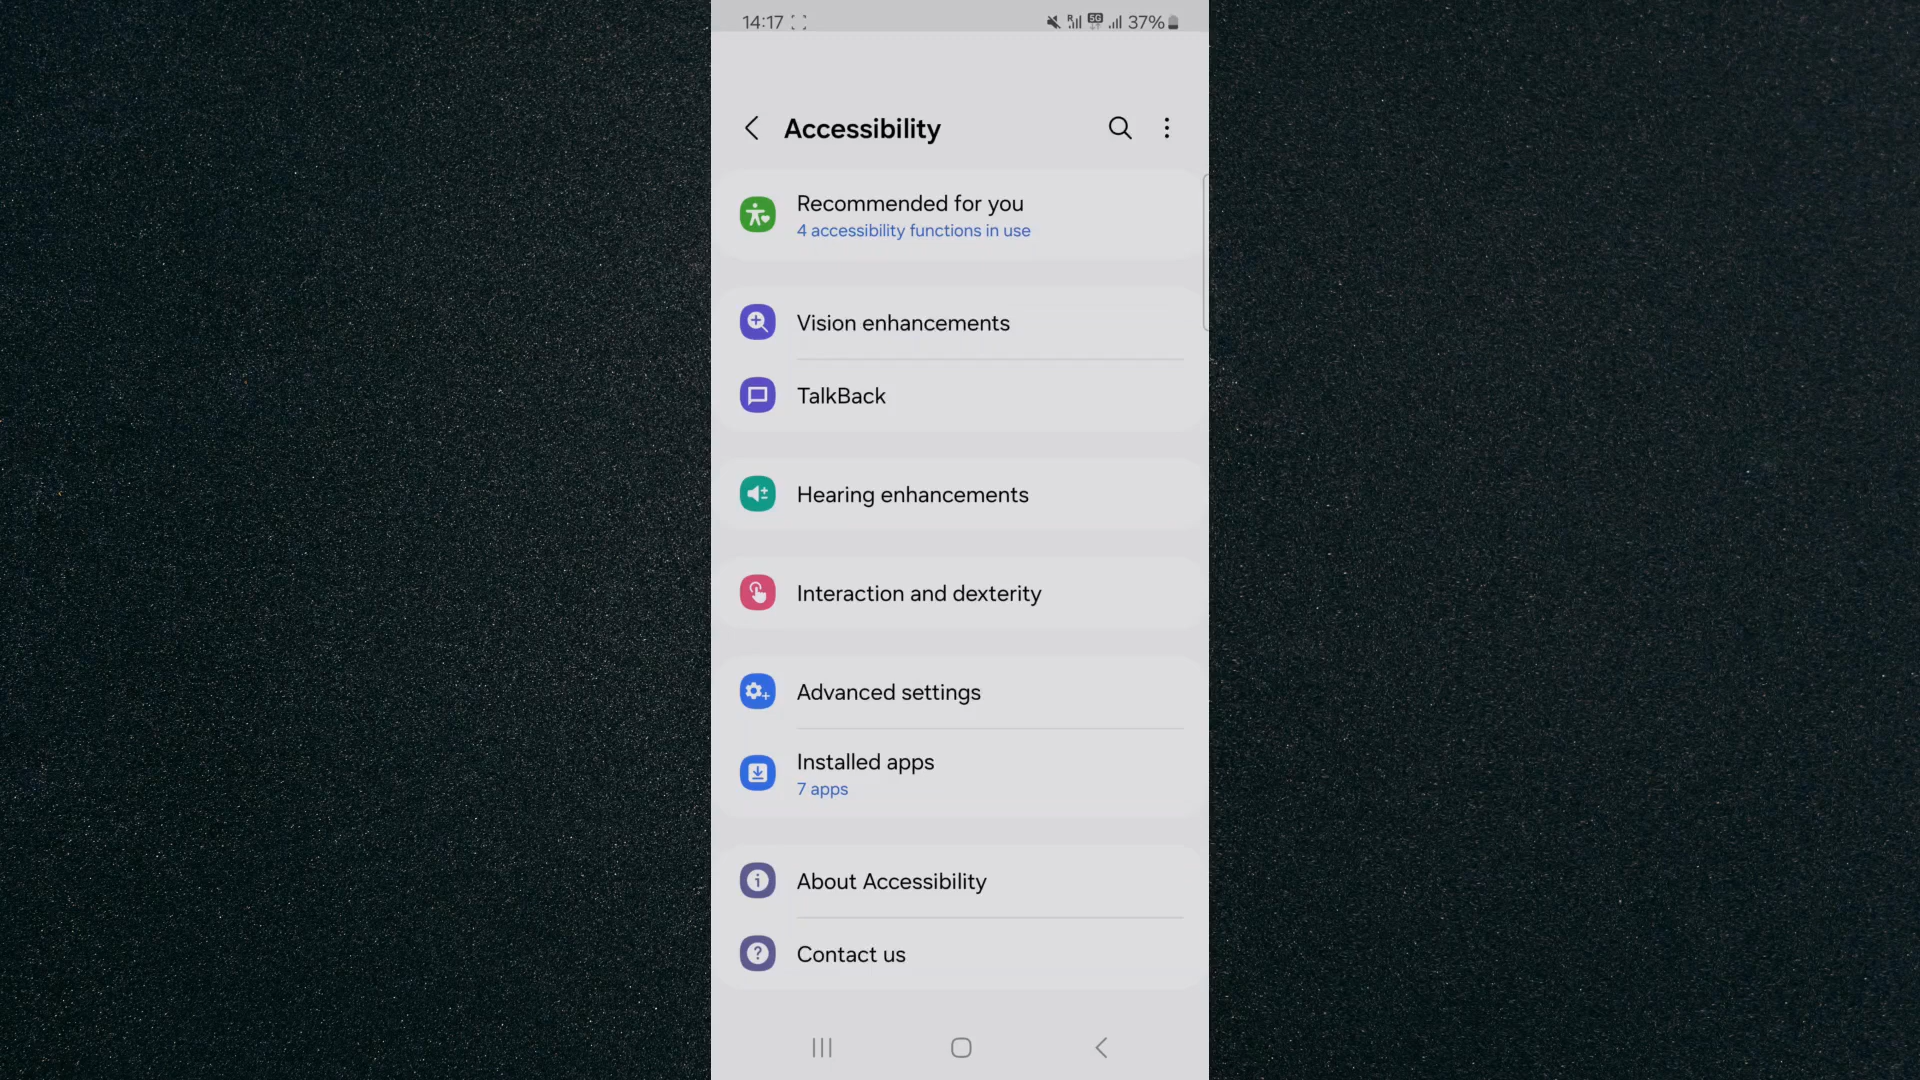 14:17 5G 37%
Accessibility
Recommended for you
4 accessibility functions in use
Vision enhancements
TalkBack
Hearing enhancements
Interaction and dexterity
Advanced settings
Installed apps
7 apps
About Accessibility
Contact us